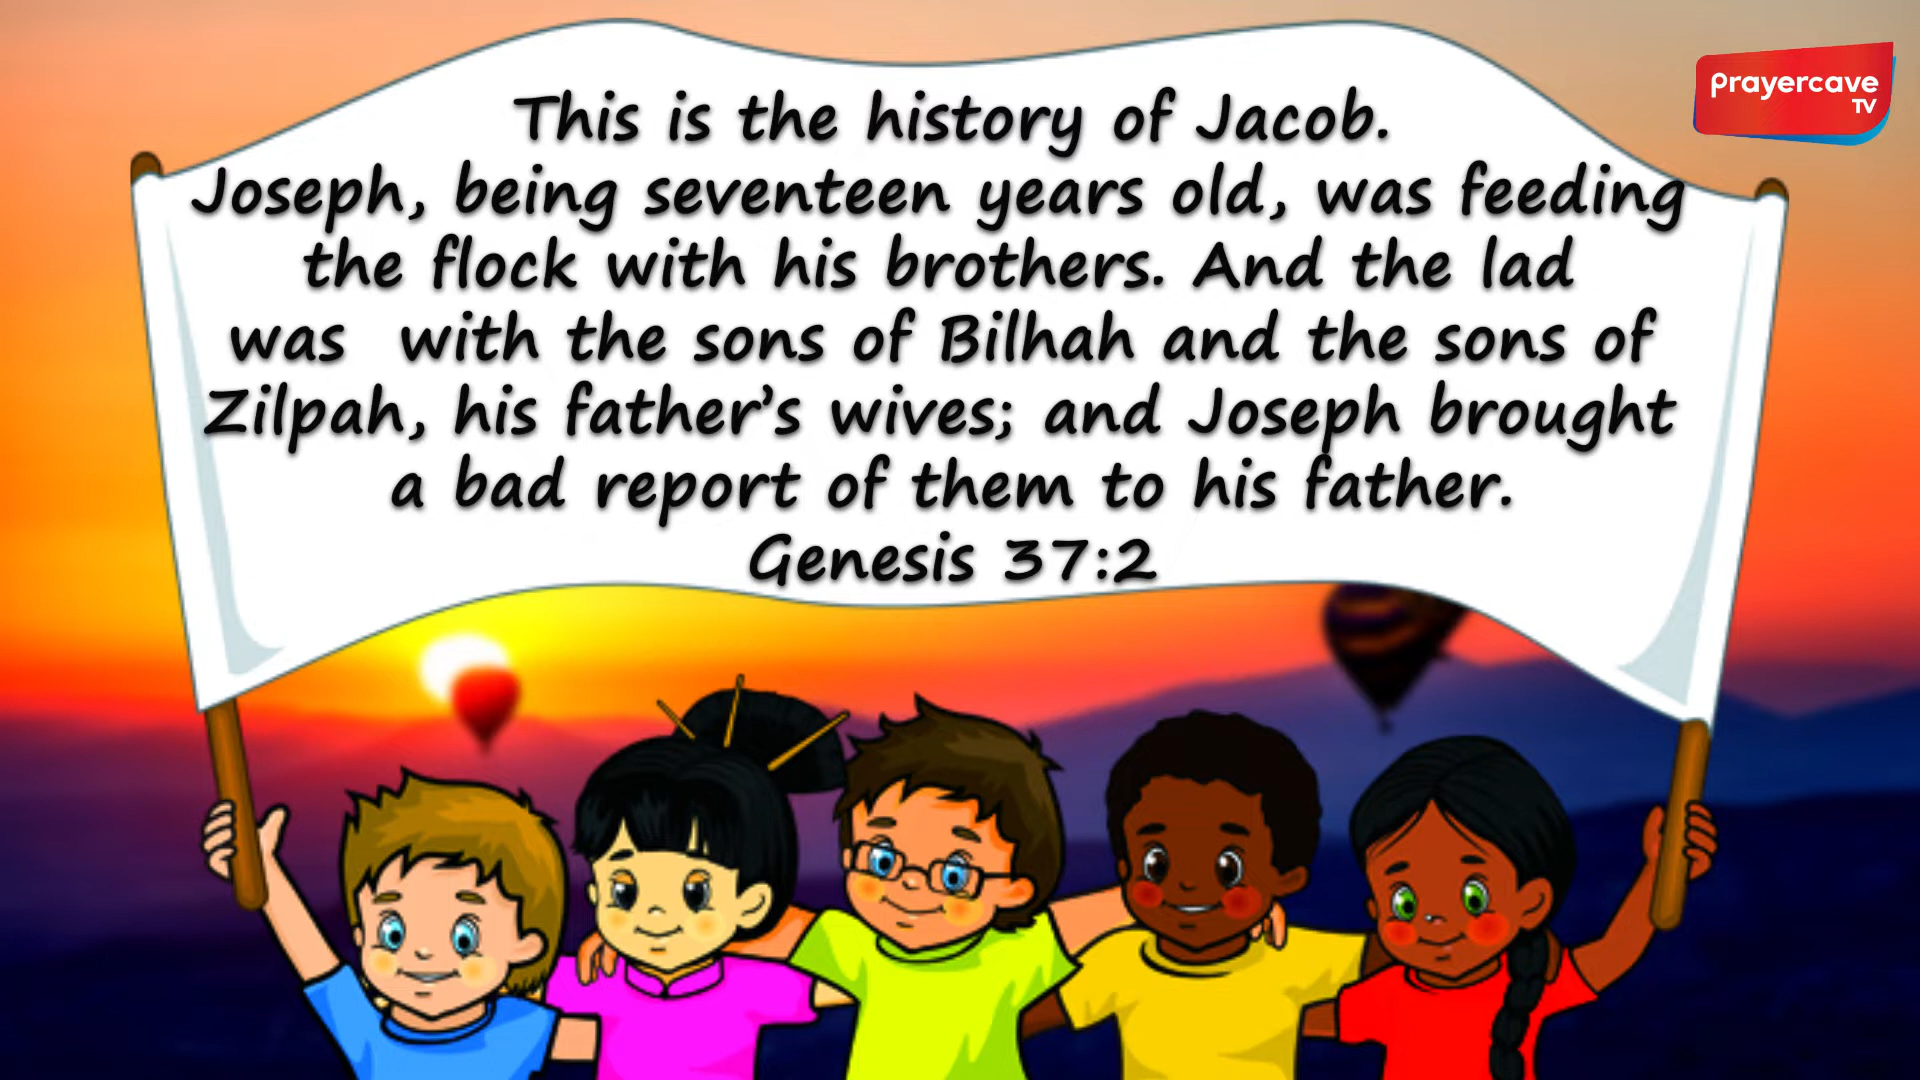 This is the history of Jacob.
Joseph, being seventeen years old, was feeding
the flock with his brothers. And the lad
was with the sons of Bilhah and the sons of
Zilpah, his father’s wives; and Joseph brought
a bad report of them to his father.
Genesis 37:2
prayercave
TV